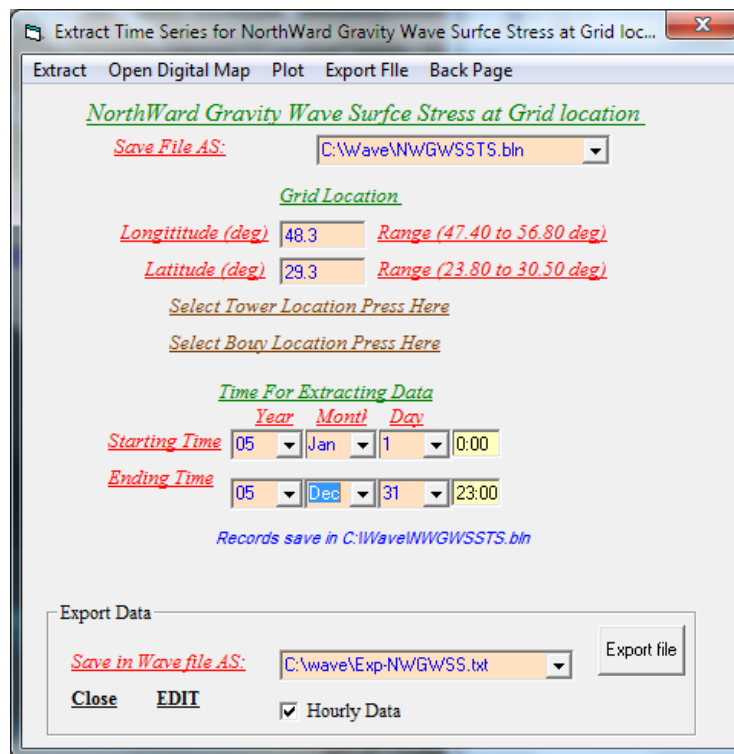 Extract Time Series for NorthWard Gravity Wave Surfce Stress at Grid loc... X
Extract Open Digital Map Plot Export FIle Back Page
NorthWard Gravity Wave Surfce Stress at Grid location
Save File AS: C:\Wave\NWGWSSTS.bln
Grid Location
Longititude (deg) 48.3 Range (47.40 to 56.80 deg)
Latitude (deg) 29.3 Range (23.80 to 30.50 deg)
Select Tower Location Press Here
Select Bouy Location Press Here
Time For Extracting Data
Year Month Day
Starting Time 05 Jan 1 0:00
Ending Time 05 Dec 31 23:00
Records save in C:\Wave\NWGWSSTS.bln
Export Data
Save in Wave file AS: C:\wave\Exp-NWGWSS.txt Export file
Close EDIT Hourly Data